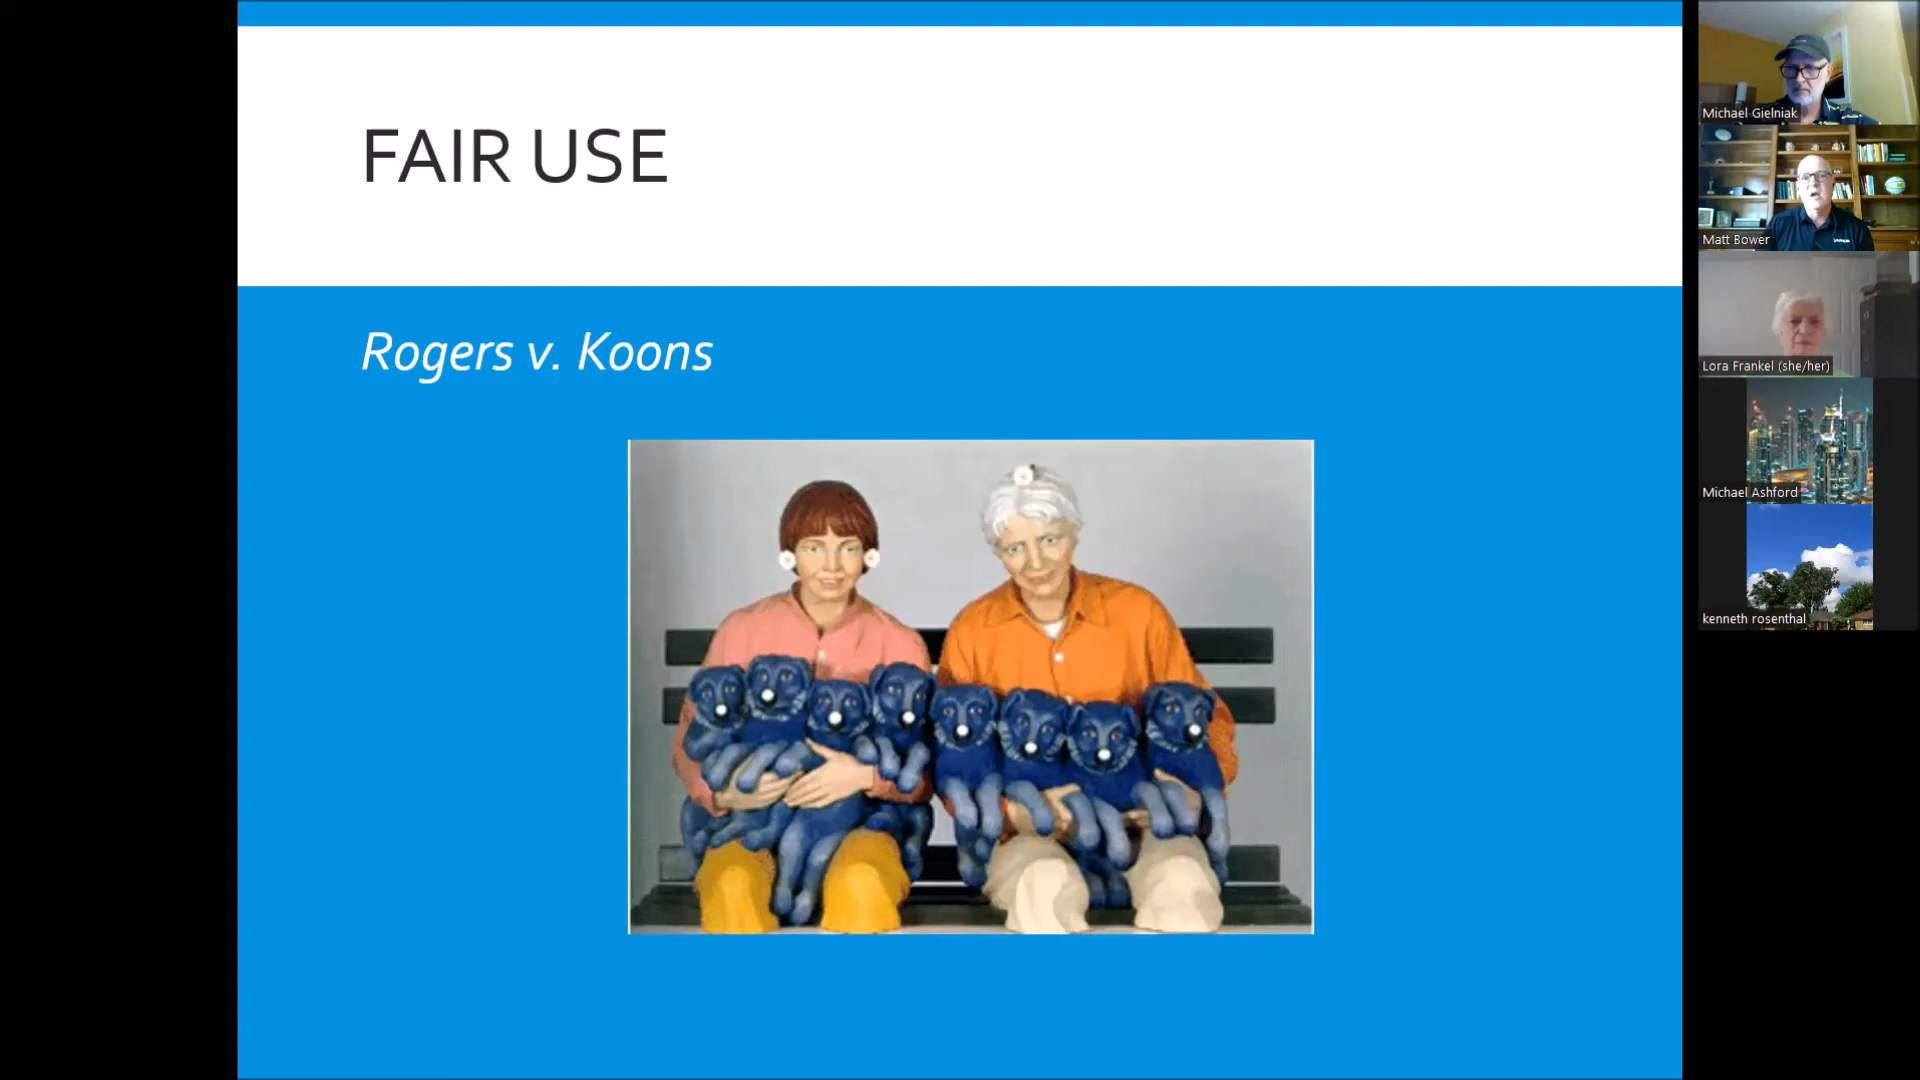 FAIR USE
Rogers v. Koons
Michael Gielniak
Matt Bower
Lora Frankel (she/her)
Michael Ashford
kenneth rosenthal